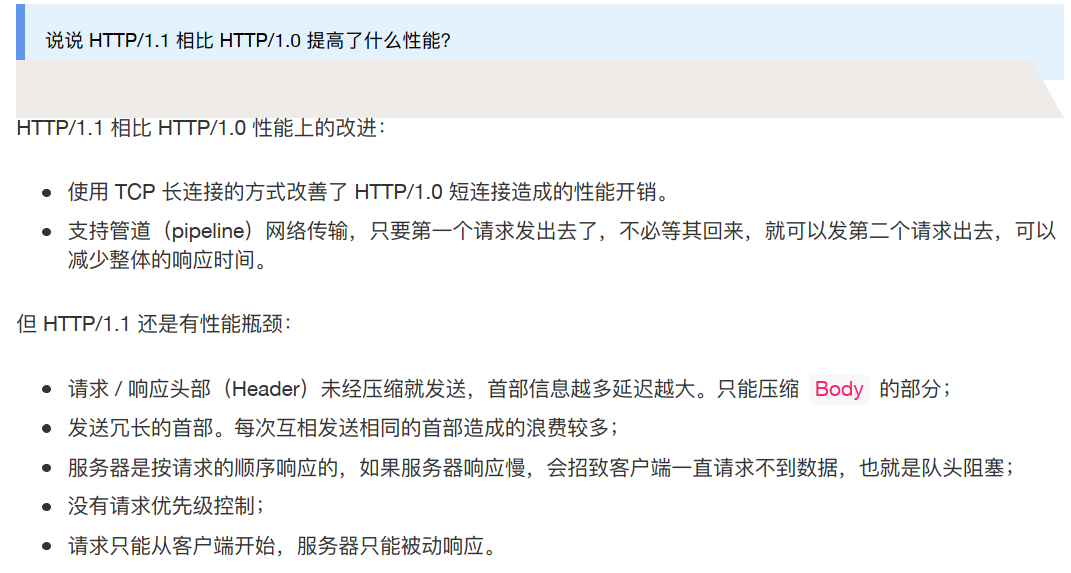 说说 HTTP/1.1 相比 HTTP/1.0 提高了什么性能？
HTTP/1.1 相比 HTTP/1.0 性能上的改进：
使用 TCP 长连接的方式改善了 HTTP/1.0 短连接造成的性能开销。
支持管道（pipeline）网络传输，只要第一个请求发出去了，不必等其回来，就可以发第二个请求出去，可以
减少整体的响应时间。
但 HTTP/1.1 还是有性能瓶颈：
请求 / 响应头部（Header）未经压缩就发送，首部信息越多延迟越大。只能压缩 Body 的部分；
发送冗长的首部。每次互相发送相同的首部造成的浪费较多；
服务器是按请求的顺序响应的，如果服务器响应慢，会招致客户端一直请求不到数据，也就是队头阻塞；
没有请求优先级控制；
请求只能从客户端开始，服务器只能被动响应。